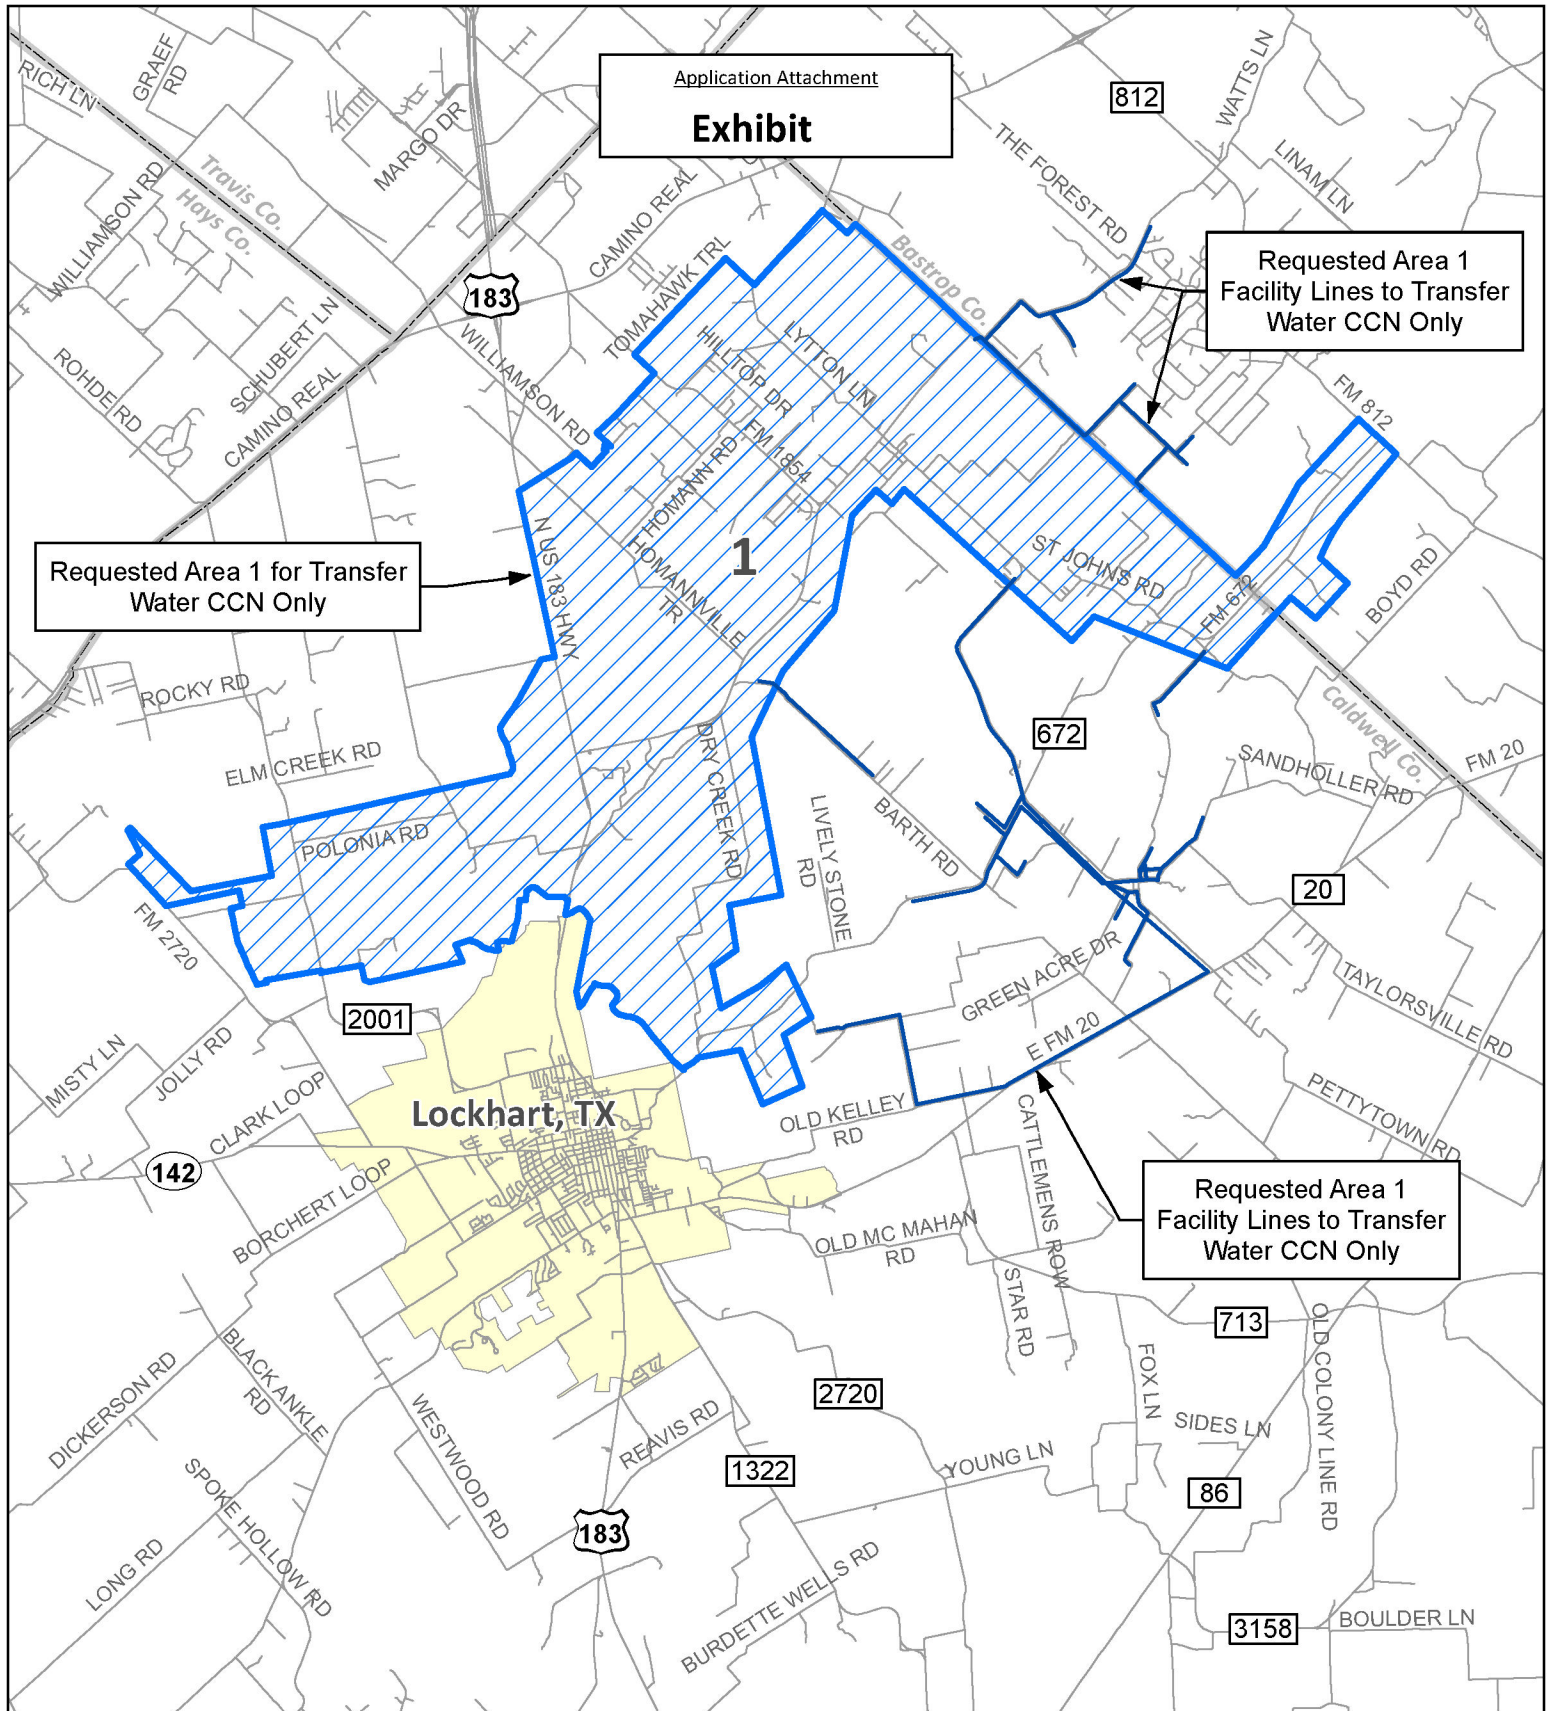 Application Attachment
Exhibit
812
RICH LN
GRAEF
RD
MARGO DR
WATTS LN
THE FOREST RD
LINAM LN
Travis Co.
Hays Co.
WILLIAMSON RD
CAMINO REAL
TOMAHAWK TRL
Bastrop Co.
Requested Area 1
Facility Lines to Transfer
Water CCN Only
183
SCHUBERT LN
ROHDE RD
CAMINO REAL
WILLIAMSON RD
HILLTOP DR
LYTTON LN
FM 1854
FM 812
HOMANN RD
HOMANNVILLE
TR
1
N US 183 HWY
ST JOHNS RD
FM 672
BOYD RD
Requested Area 1 for Transfer
Water CCN Only
ROCKY RD
ELM CREEK RD
POLONIA RD
DRY CREEK RD
672
Caldwell Co.
SANDHOLLER RD
FM 20
LIVELY STONE
RD
BARTH RD
20
FM 2720
GREEN ACRE DR
TAYLORSVILLE RD
2001
E FM 20
MISTY LN
JOLLY RD
CLARK LOOP
Lockhart, TX
OLD KELLEY
RD
CATTLEMENS ROW
PETTYTOWN RD
142
BORCHERT LOOP
Requested Area 1
Facility Lines to Transfer
Water CCN Only
OLD MC MAHAN
RD
STAR RD
713
OLD COLONY LINE RD
DICKERSON RD
BLACK ANKLE
RD
WESTWOOD RD
2720
FOX LN
SIDES LN
REAVIS RD
1322
YOUNG LN
86
SPOKE HOLLOW RD
183
LONG RD
BURDETTE WELLS RD
3158
BOULDER LN